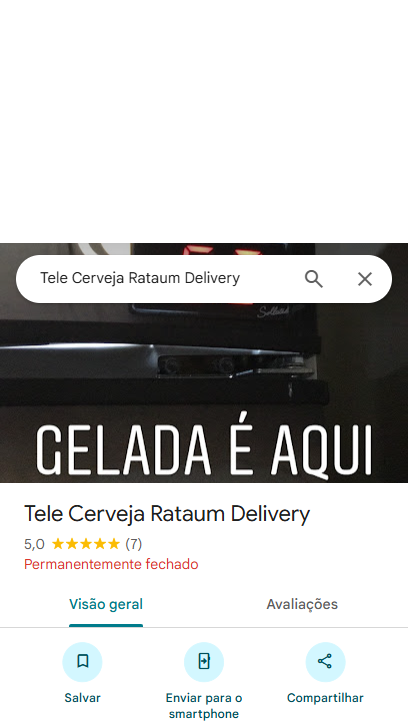 Tele Cerveja Rataum Delivery
GELADA É AQUI
Tele Cerveja Rataum Delivery
5,0 (7)
Permanentemente fechado
Visão geral
Avaliações
Salvar
Enviar para o
smartphone
Compartilhar